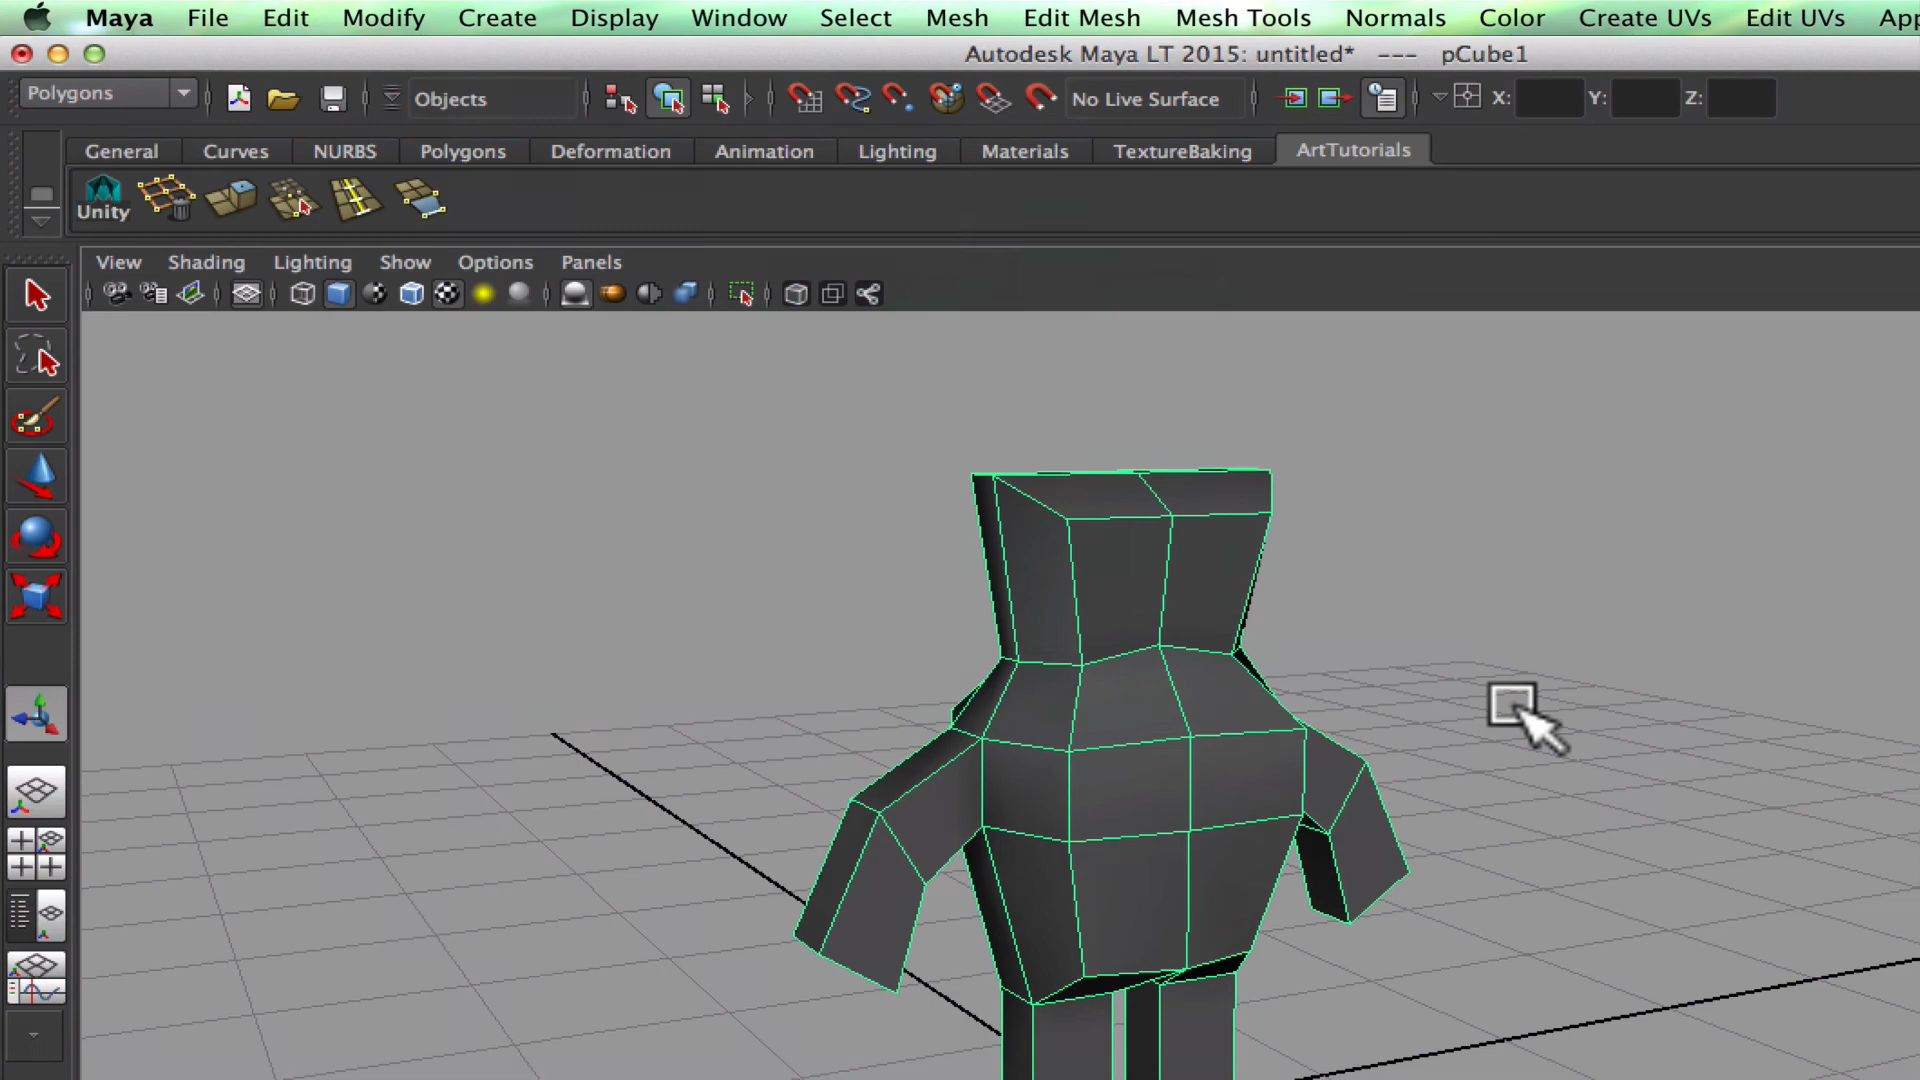 Maya File Edit Modify Create Display Window Select Mesh Edit Mesh Mesh Tools Normals Color Create UVs Edit UVs Ap
Autodesk Maya LT 2015: untitled* --- pCube1
Polygons Objects No Live Surface X: Y: Z:
General Curves NURBS Polygons Deformation Animation Lighting Materials TextureBaking ArtTutorials
Unity
View Shading Lighting Show Options Panels